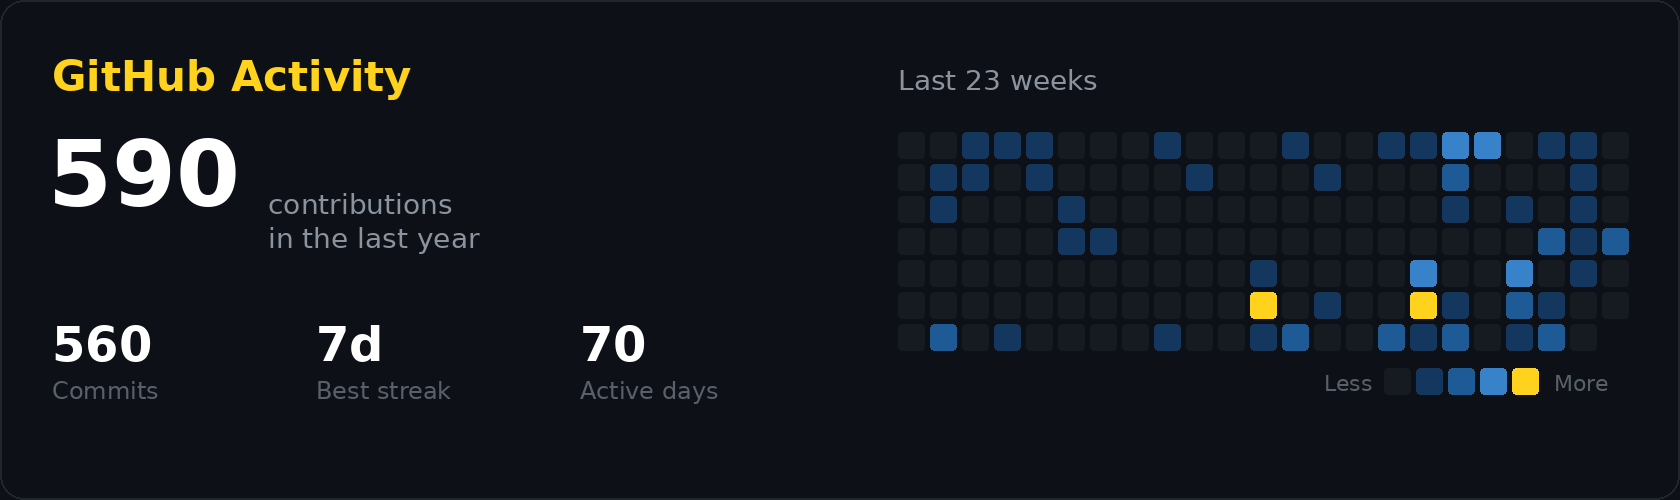 GitHub Activity
590
contributions
in the last year
560
Commits
7d
Best streak
70
Active days
Last 23 weeks
Less
More